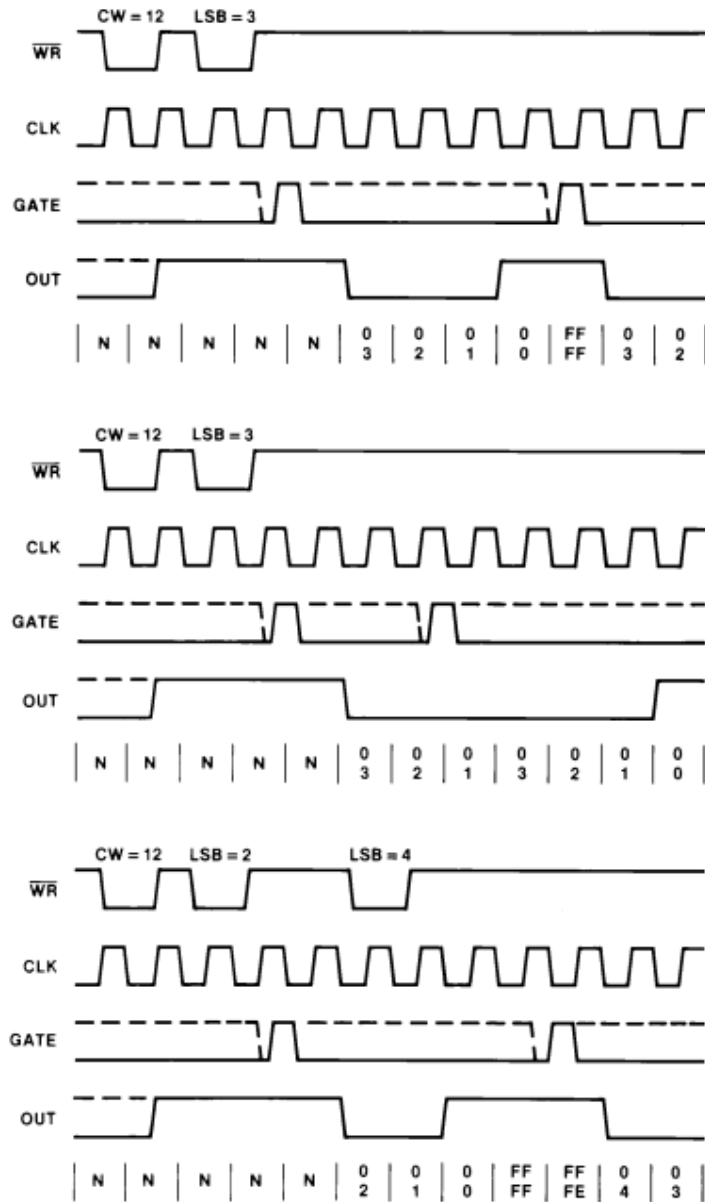 CW = 12 LSB = 3
WR
CLK
GATE
OUT
N N N N N 0 0 0 0 FF 0 0
3 2 1 0 FF 3 2
CW = 12 LSB = 3
WR
CLK
GATE
OUT
N N N N N 0 0 0 0 0 0 0
3 2 1 3 2 1 0
CW = 12 LSB = 2 LSB = 4
WR
CLK
GATE
OUT
N N N N N 0 0 0 FF FF 0 0
2 1 0 FF FE 4 3